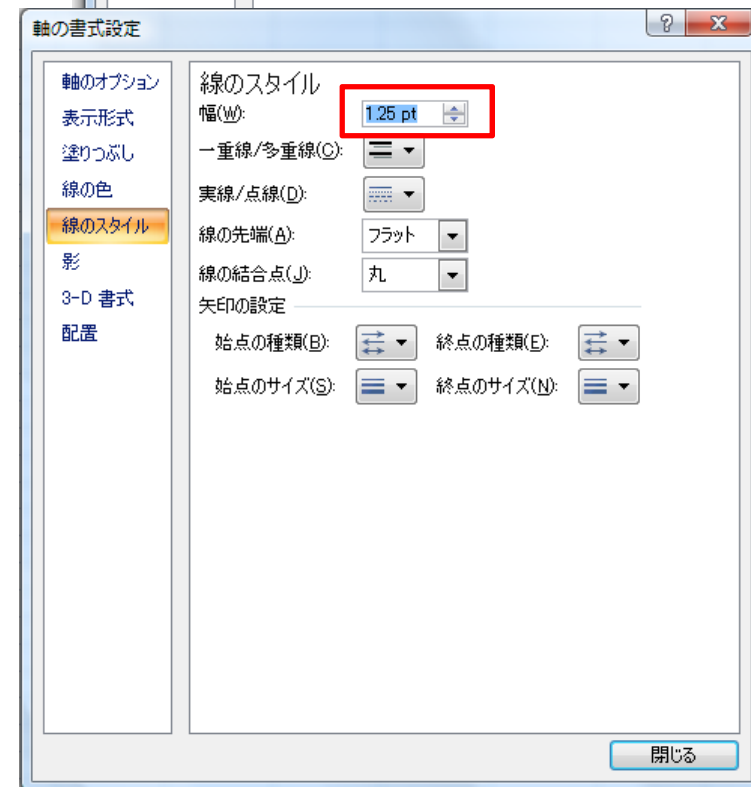 軸の書式設定
軸のオプション
表示形式
塗りつぶし
線の色
線のスタイル
影
3-D 書式
配置
線のスタイル
幅(W): 1.25 pt
一重線/多重線(C):
実線/点線(D):
線の先端(A): フラット
線の結合点(J): 丸
矢印の設定
始点の種類(B): 終点の種類(E):
始点のサイズ(S): 終点のサイズ(N):
閉じる